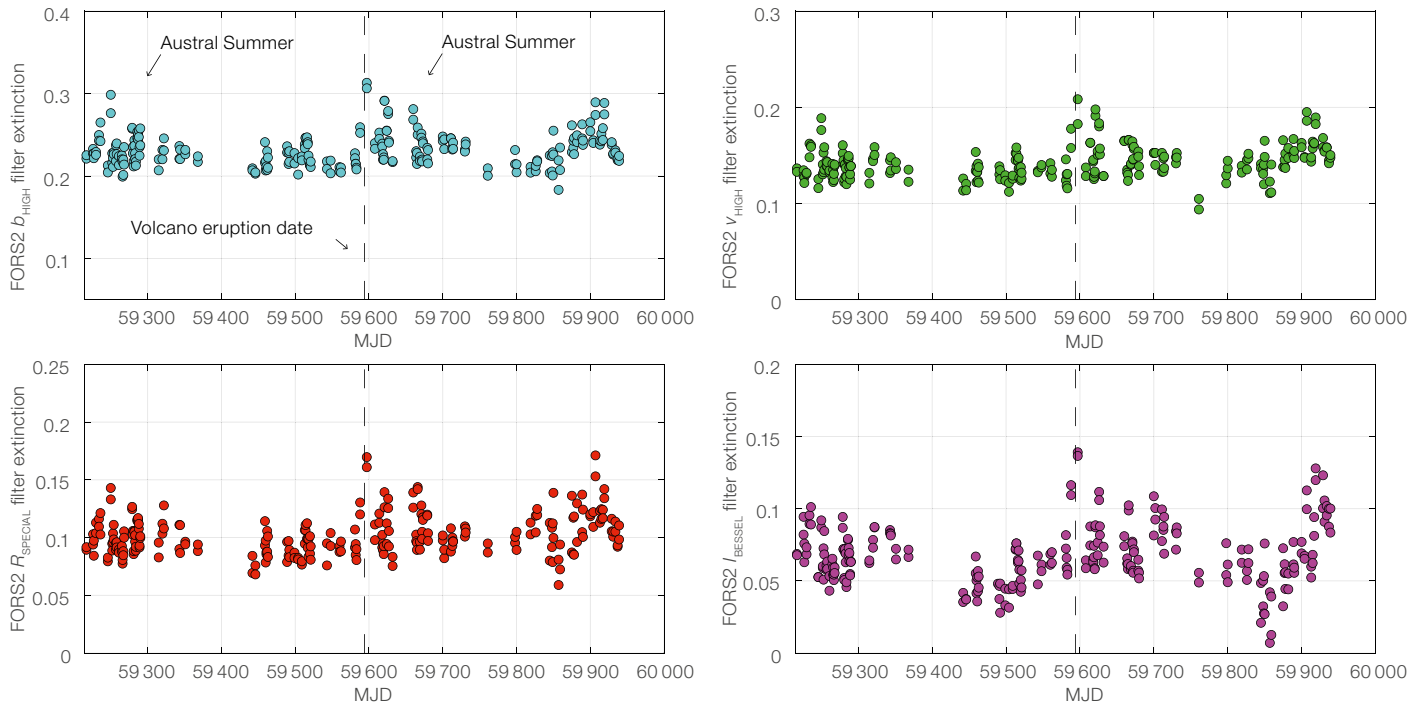 0.4
0.3
0.2
0.1
FORS2 bHIGH filter extinction
Austral Summer
Austral Summer
Volcano eruption date
59 300 59 400 59 500 59 600 59 700 59 800 59 900 60 000
MJD
0.3
0.2
0.1
0
FORS2 vHIGH filter extinction
59 300 59 400 59 500 59 600 59 700 59 800 59 900 60 000
MJD
0.25
0.2
0.15
0.1
0.05
0
FORS2 RSPECIAL filter extinction
59 300 59 400 59 500 59 600 59 700 59 800 59 900 60 000
MJD
0.2
0.15
0.1
0.05
0
FORS2 IBESSEL filter extinction
59 300 59 400 59 500 59 600 59 700 59 800 59 900 60 000
MJD